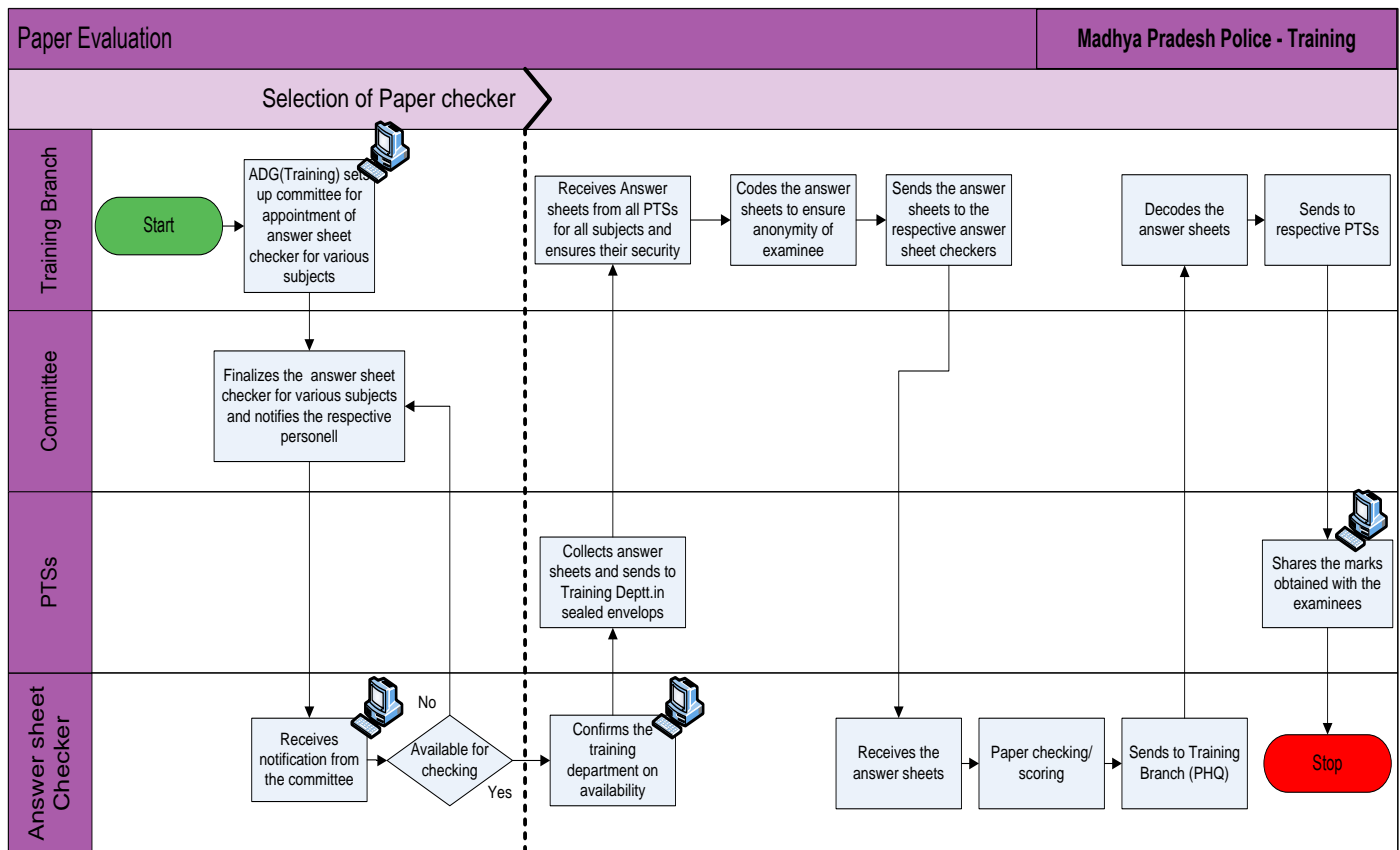 Paper Evaluation
Madhya Pradesh Police - Training
Selection of Paper checker
Training Branch
Start
ADG(Training) sets
up committee for
appointment of
answer sheet
checker for various
subjects
Receives Answer
sheets from all PTSs
for all subjects and
ensures their security
Codes the answer
sheets to ensure
anonymity of
examinee
Sends the answer
sheets to the
respective answer
sheet checkers
Decodes the
answer sheets
Sends to
respective PTSs
Committee
Finalizes the answer sheet
checker for various subjects
and notifies the respective
personell
PTSs
Collects answer
sheets and sends to
Training Deptt.in
sealed envelops
Shares the marks
obtained with the
examinees
Answer sheet
Checker
Receives
notification from
the committee
No
Available for
checking
Yes
Confirms the
training
department on
availability
Receives the
answer sheets
Paper checking/
scoring
Sends to Training
Branch (PHQ)
Stop